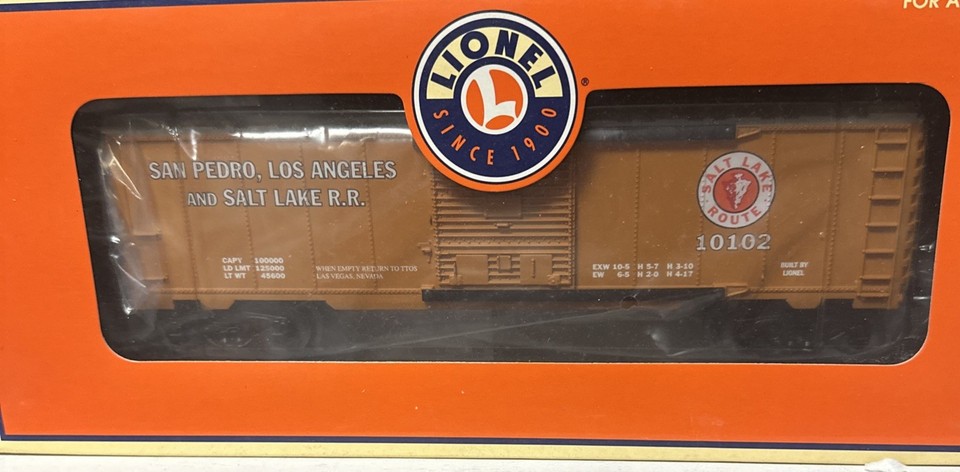 FOR A
LIONEL
SINCE 1900
®
SAN PEDRO, LOS ANGELES
AND SALT LAKE R.R.
CAPY 100000
LD LMT 125000
LT WT 45600
WHEN EMPTY RETURN TO TTOS
LAS VEGAS, NEVADA
SALT LAKE
ROUTE
10102
EXW 10-5 H 5-7 H 3-10
EW 6-5 H 2-9 H 4-17
BUILT BY
LIONEL